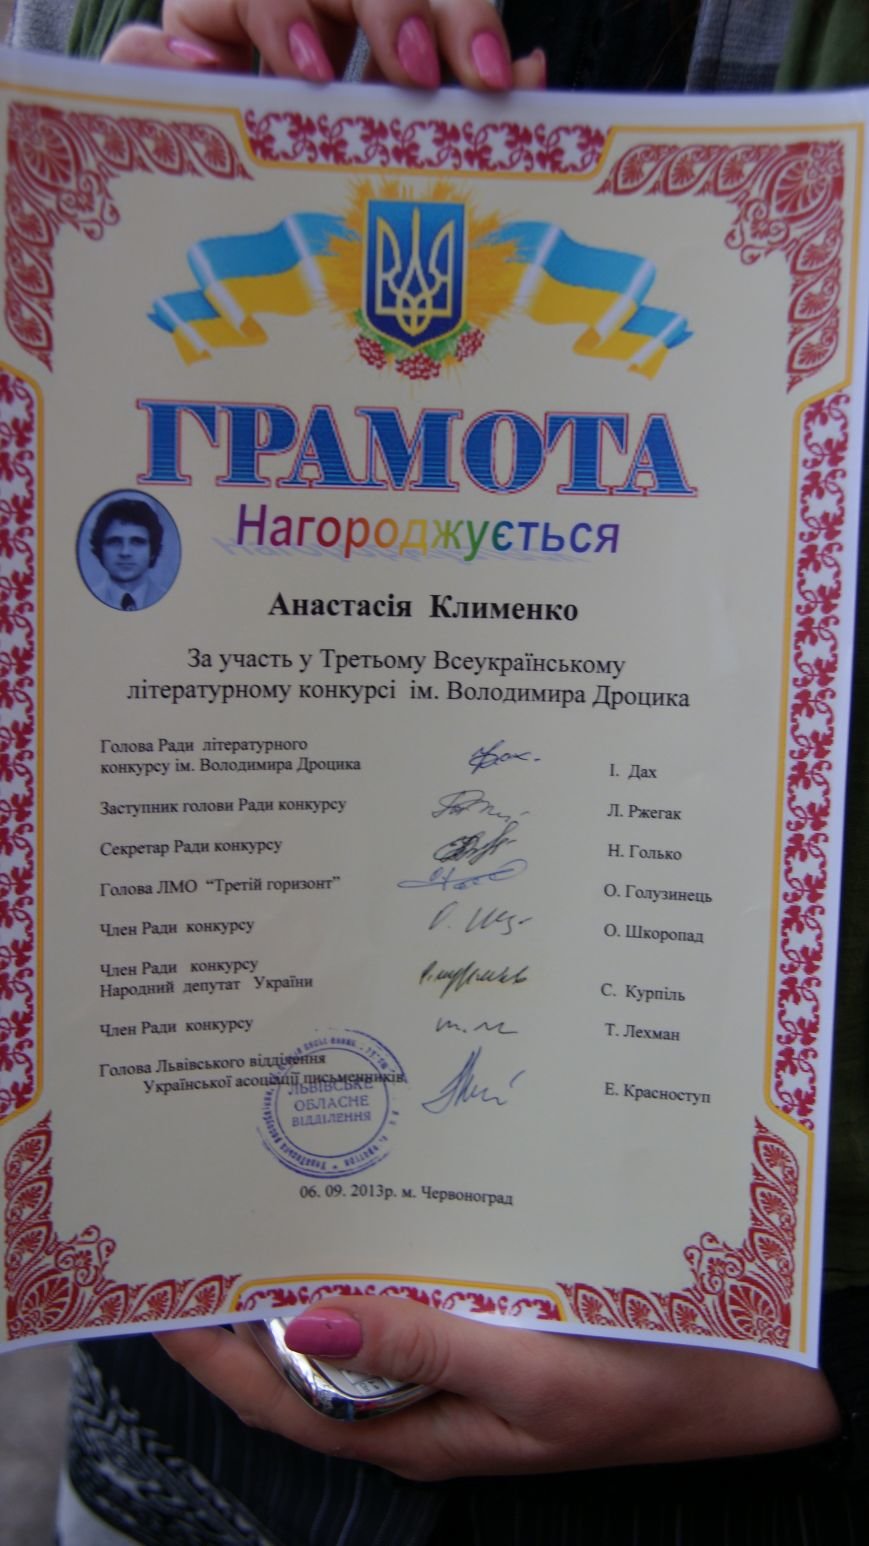 ГРАМОТА
Нагороджується
Анастасія Клименко
За участь у Третьому Всеукраїнському
літературному конкурсі ім. Володимира Дроцика
Голова Ради літературного
конкурсу ім. Володимира Дроцика І. Дах
Заступник голови Ради конкурсу Л. Ржегак
Секретар Ради конкурсу Н. Голько
Голова ЛМО “Третій горизонт” О. Голузинець
Член Ради конкурсу О. Шкоропад
Член Ради конкурсу
Народний депутат України С. Курпіль
Член Ради конкурсу Т. Лехман
Голова Львівського відділення
Української асоціації письменників Е. Красноступ
ЛЬВІВСЬКЕ
ОБЛАСНЕ
ВІДДІЛЕННЯ
06. 09. 2013р. м. Червоноград